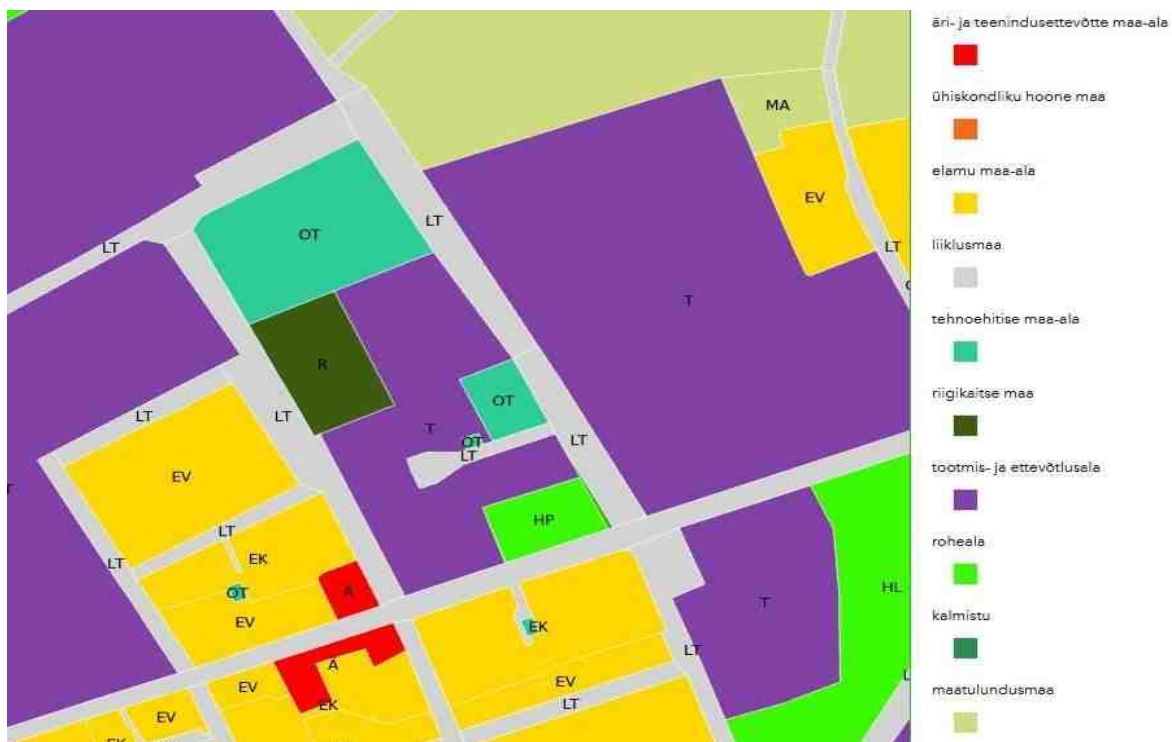 äri- ja teenindusettevõtte maa-ala
ühiskondliku hoone maa
MA
elamu maa-ala
EV
LT
OT
LT
LT
liiklusmaa
T
tehnoehitise maa-ala
R
OT
riigikaitse maa
LT
LT
T
LT
OT
LT
EV
tootmis- ja ettevõtlusala
HP
LT
roheala
LT
EK
HL
OT
A
T
kalmistu
EV
EK
LT
A
EV
EV
maatulundusmaa
EK
LT
EV
EK